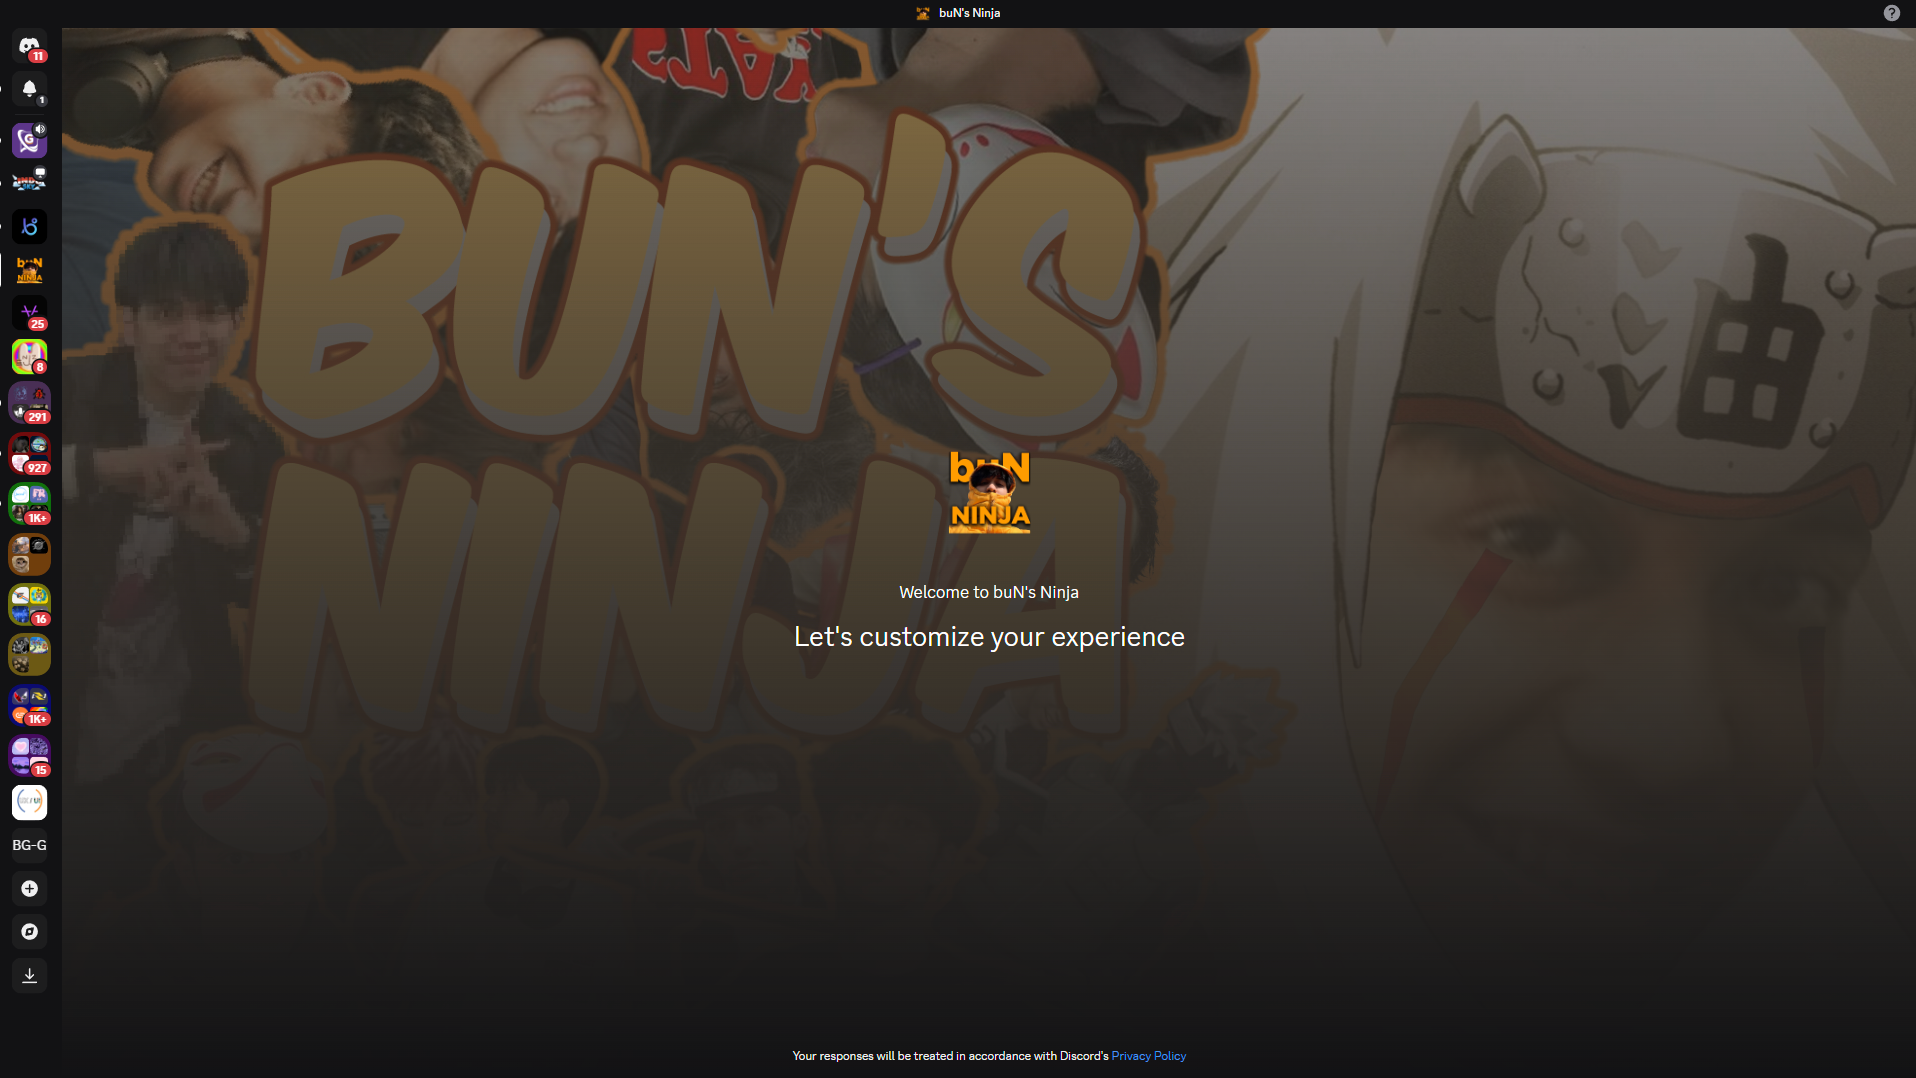 buN's Ninja
11
1
25
8
291
927
1K+
16
1K+
15
BG-G
BUN'S
NINJA
油
buN
NINJA
Welcome to buN's Ninja
Let's customize your experience
Your responses will be treated in accordance with Discord's Privacy Policy